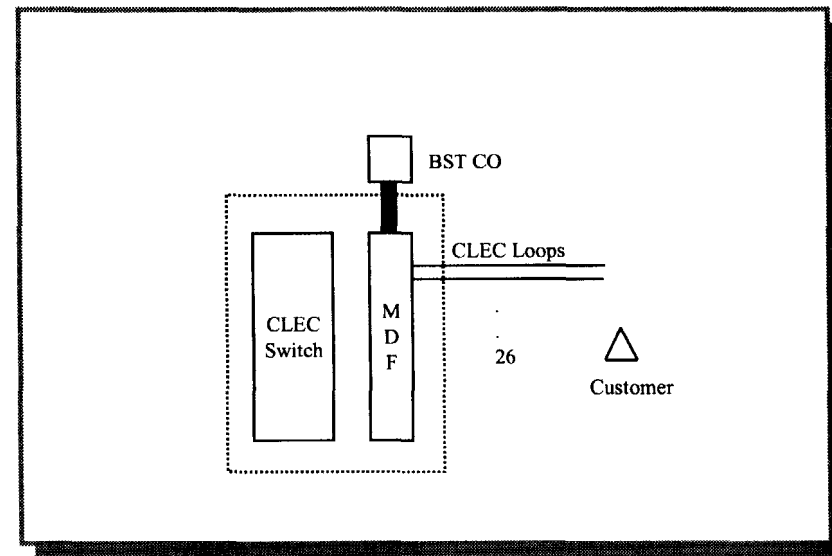 BST CO
CLEC Loops
CLEC
Switch
M
D
F
.
.
26
Customer